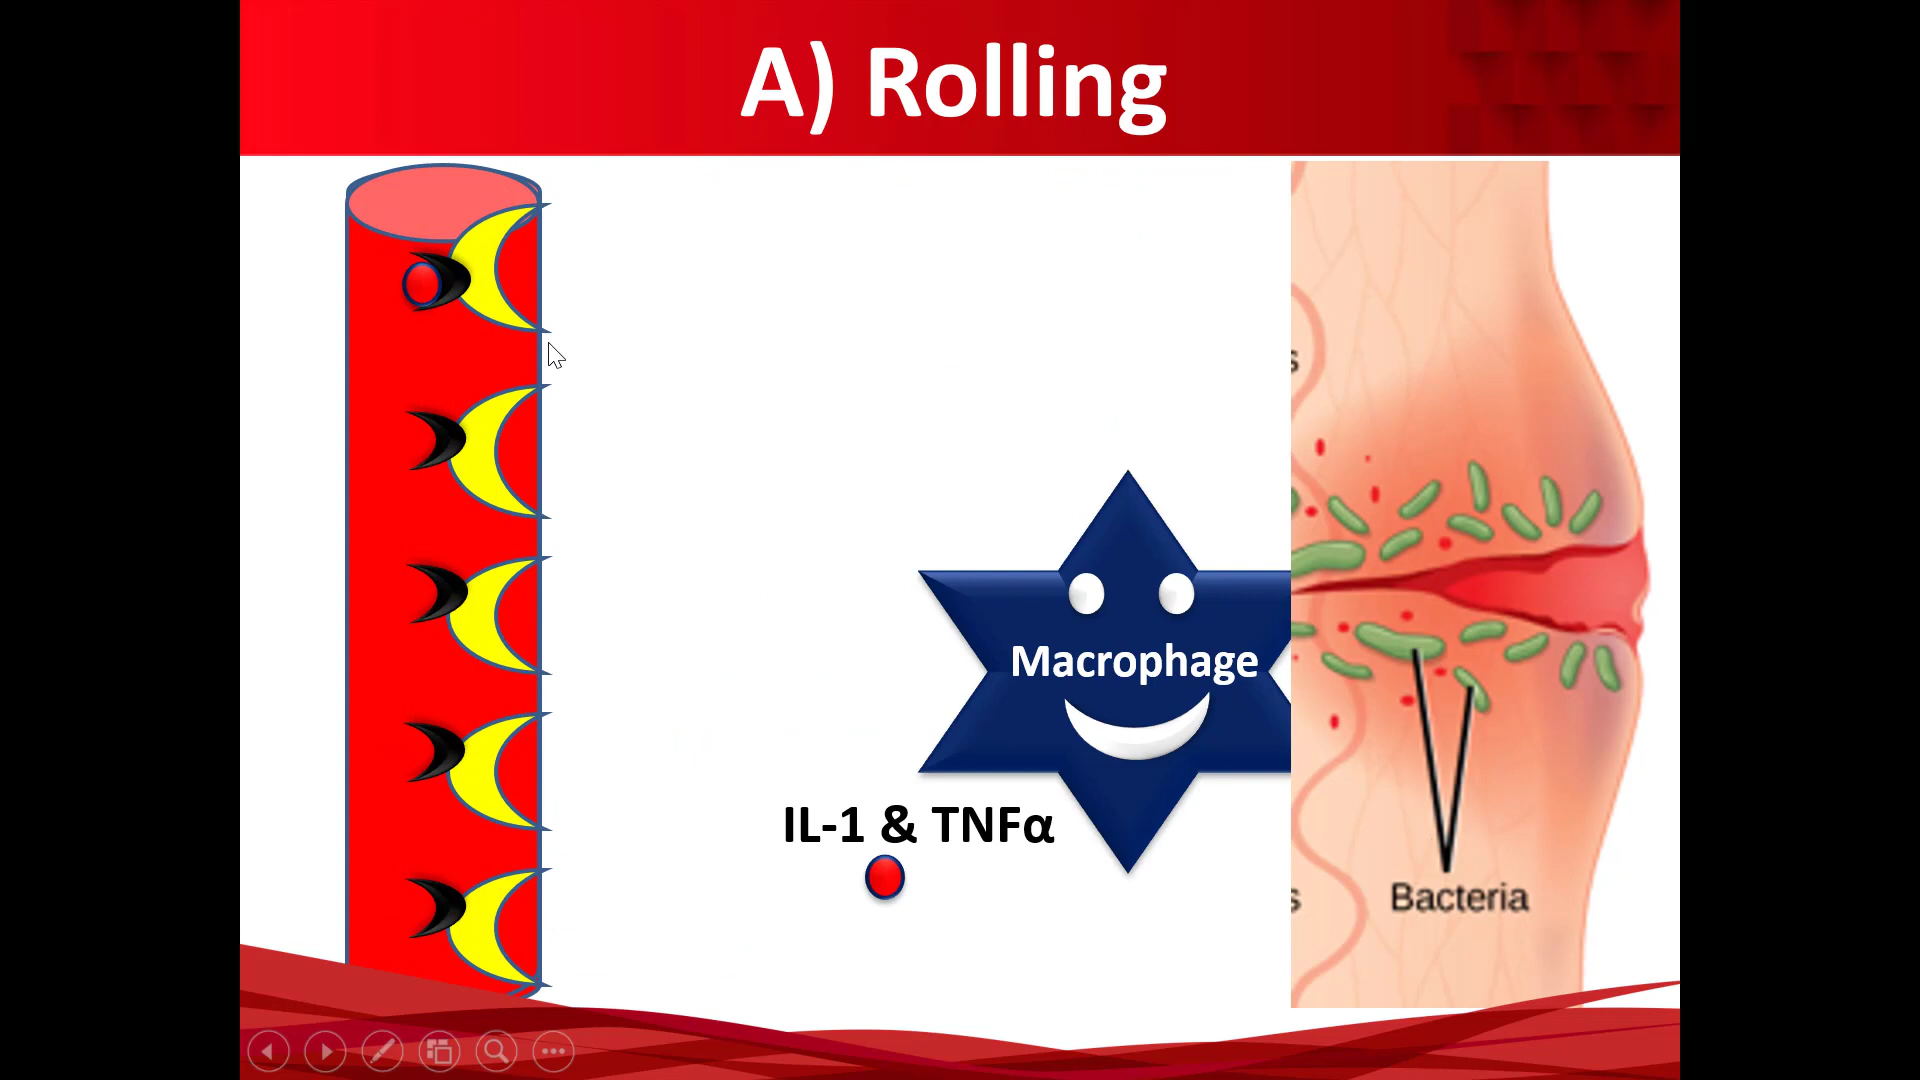 A) Rolling
s
Macrophage
IL-1 & TNFα
s
Bacteria